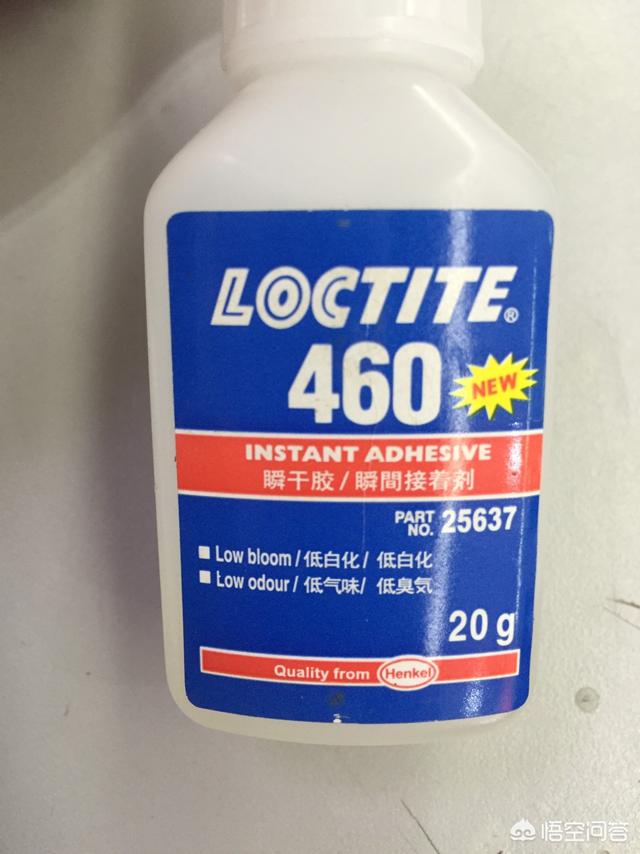 LOCTITE®
460
NEW
INSTANT ADHESIVE
瞬干胶/瞬間接着剤
PART NO. 25637
Low bloom/低白化/低白化
Low odour/低气味/低臭気
20 g
Quality from Henkel
悟空问答